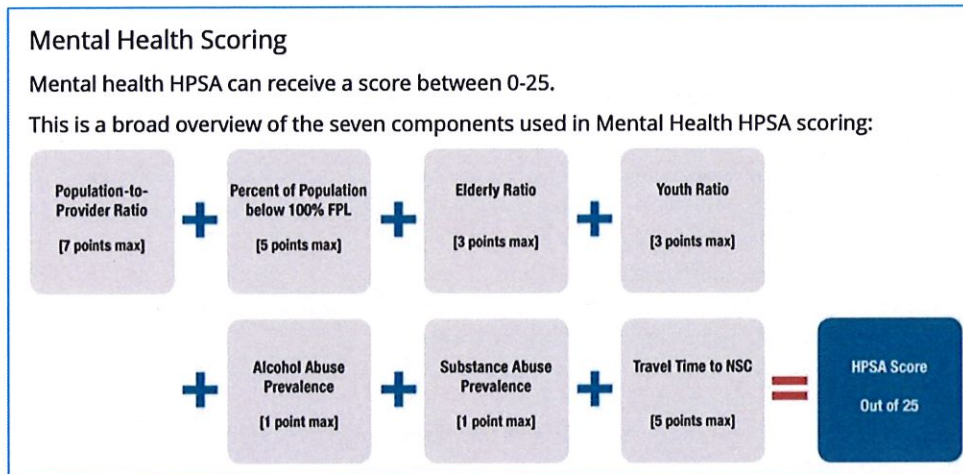 Mental Health Scoring
Mental health HPSA can receive a score between 0-25.
This is a broad overview of the seven components used in Mental Health HPSA scoring:
Population-to-
Provider Ratio
[7 points max]
+
Percent of Population
below 100% FPL
[5 points max]
+
Elderly Ratio
[3 points max]
+
Youth Ratio
[3 points max]
+
Alcohol Abuse
Prevalence
[1 point max]
+
Substance Abuse
Prevalence
[1 point max]
+
Travel Time to NSC
[5 points max]
=
HPSA Score
Out of 25